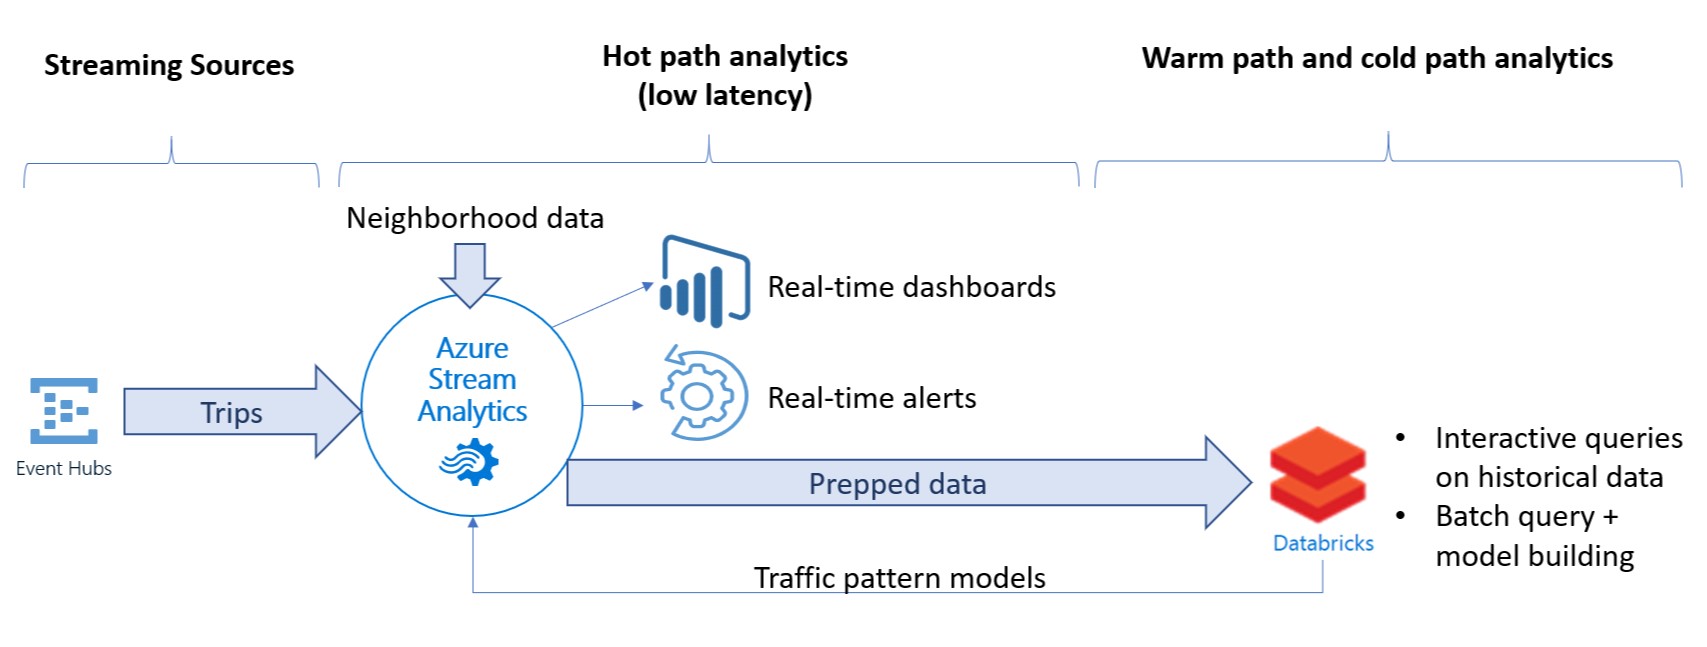 Streaming Sources
Hot path analytics
(low latency)
Warm path and cold path analytics
Neighborhood data
Real-time dashboards
Azure
Stream
Analytics
Real-time alerts
Trips
Event Hubs
Prepped data
Databricks
• Interactive queries
on historical data
• Batch query +
model building
Traffic pattern models